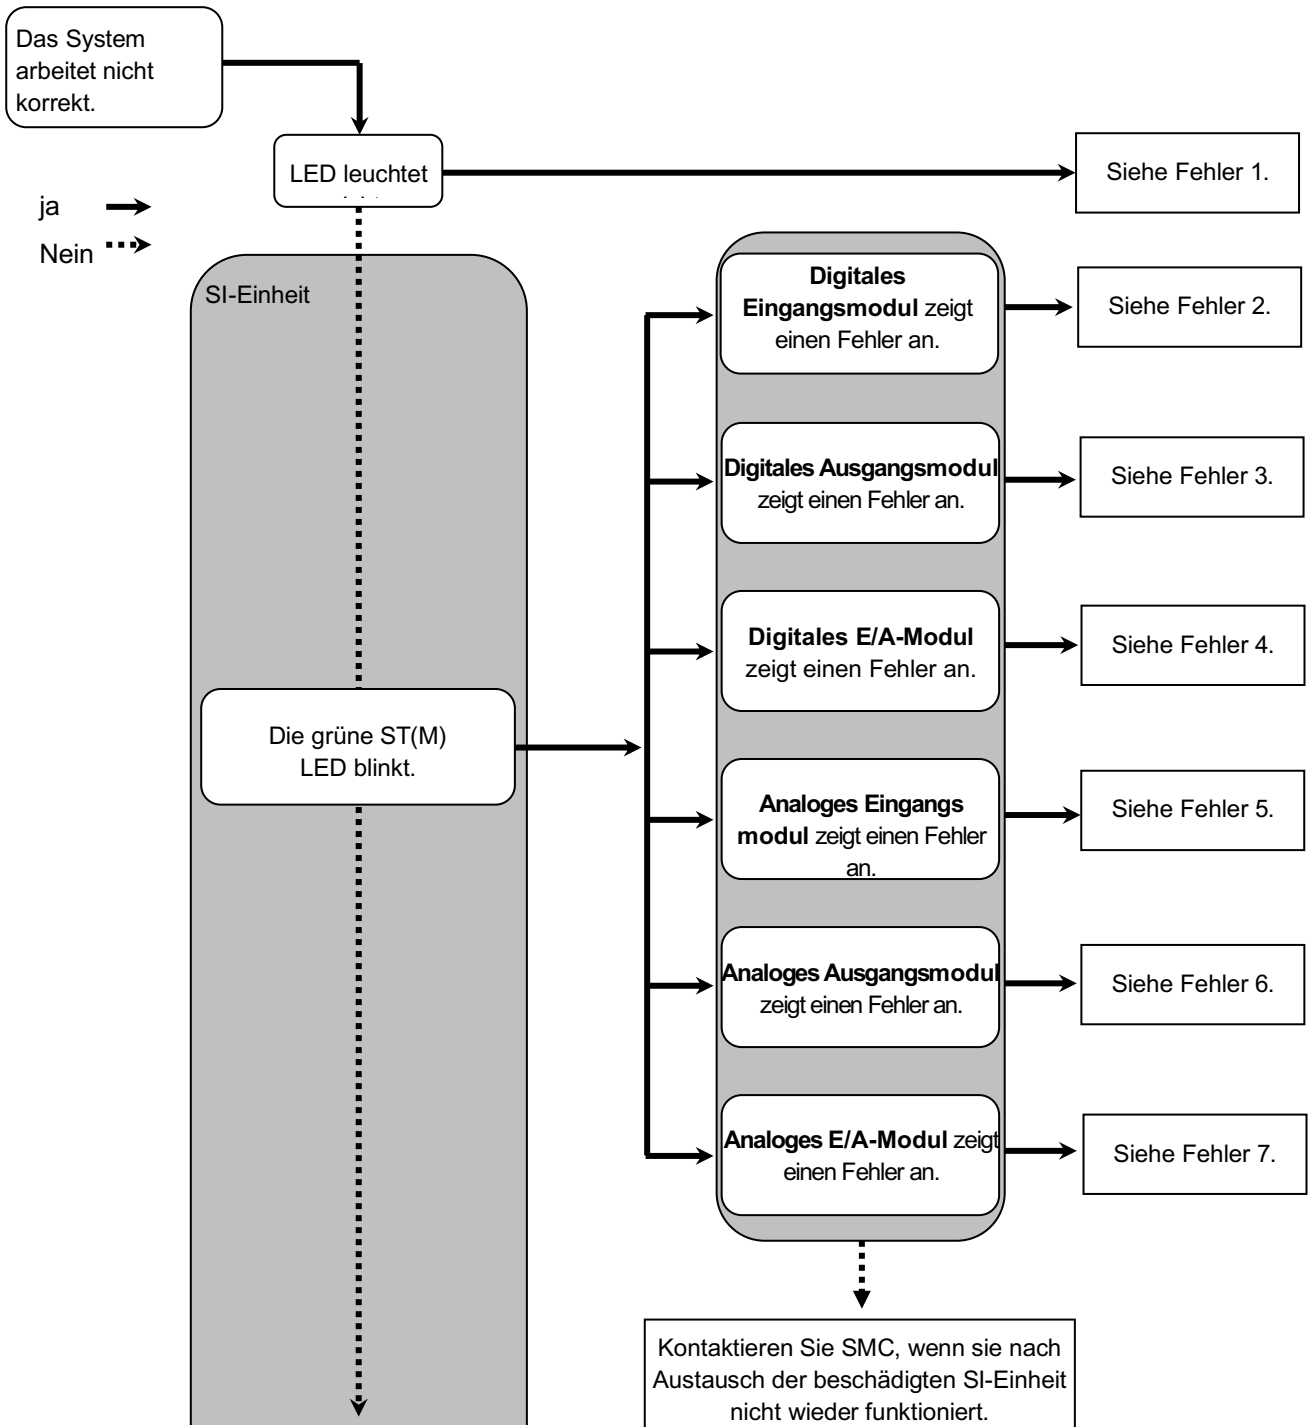 Das System
arbeitet nicht
korrekt.
LED leuchtet
Siehe Fehler 1.
ja
Nein
SI-Einheit
Digitales
Eingangsmodul zeigt
einen Fehler an.
Siehe Fehler 2.
Digitales Ausgangsmodul
zeigt einen Fehler an.
Siehe Fehler 3.
Digitales E/A-Modul
zeigt einen Fehler an.
Siehe Fehler 4.
Die grüne ST(M)
LED blinkt.
Analoges Eingangs
modul zeigt einen Fehler
an.
Siehe Fehler 5.
Analoges Ausgangsmodul
zeigt einen Fehler an.
Siehe Fehler 6.
Analoges E/A-Modul zeigt
einen Fehler an.
Siehe Fehler 7.
Kontaktieren Sie SMC, wenn sie nach
Austausch der beschädigten SI-Einheit
nicht wieder funktioniert.